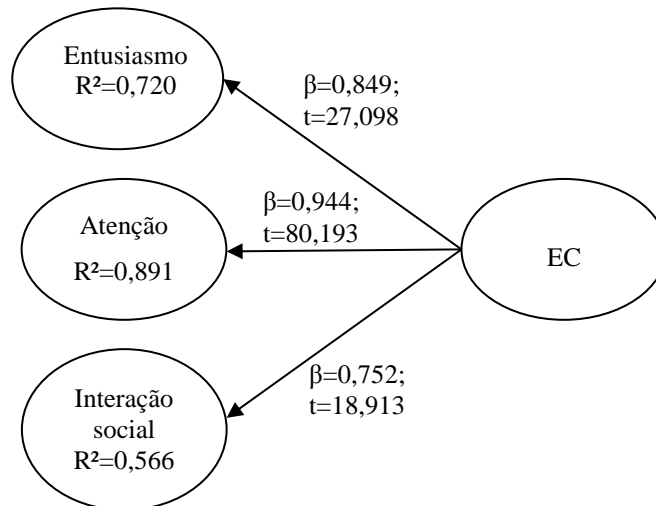 Entusiasmo
R²=0,720
β=0,849;
t=27,098
Atenção
R²=0,891
β=0,944;
t=80,193
EC
Interação
social
R²=0,566
β=0,752;
t=18,913